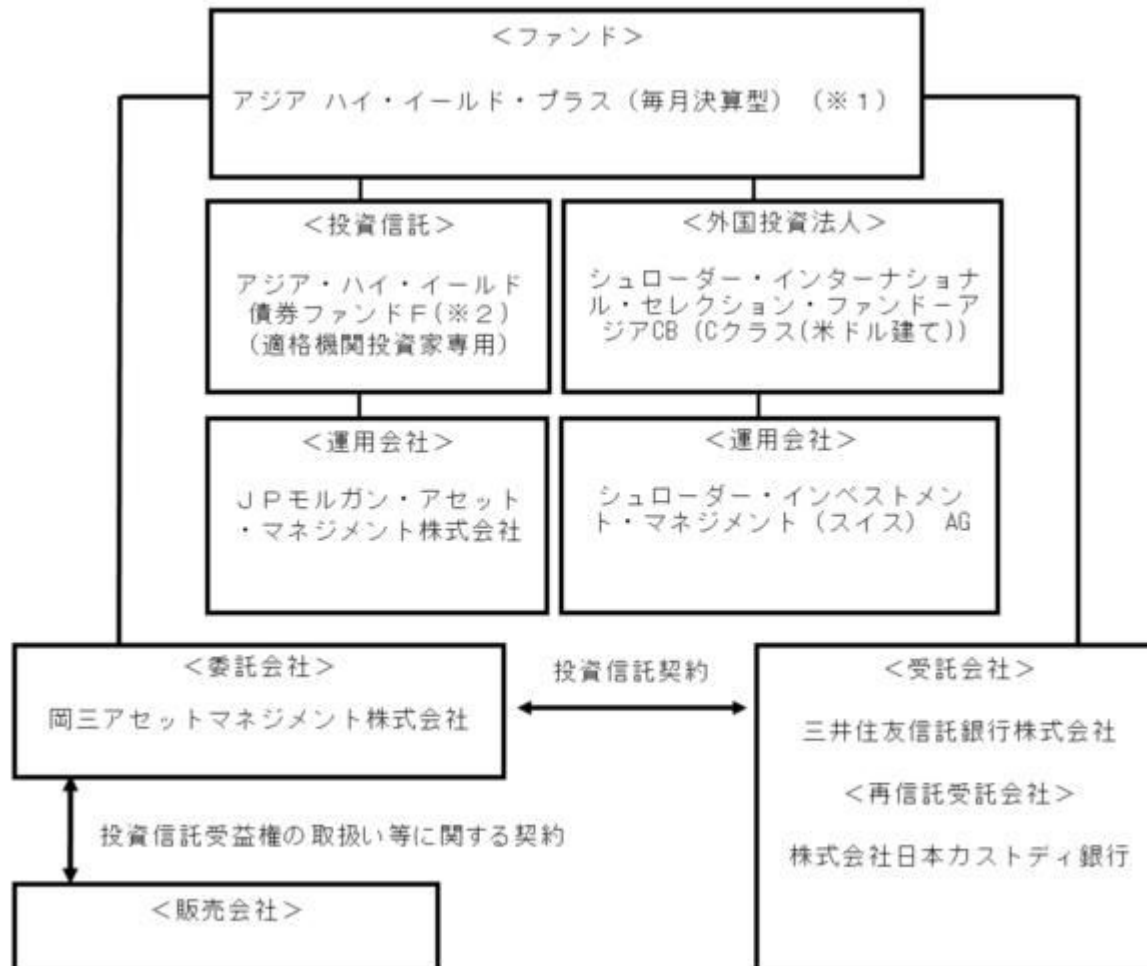 ＜ファンド＞
アジア ハイ・イールド・プラス（毎月決算型）（※１）
＜投資信託＞
アジア・ハイ・イールド
債券ファンドＦ(※２)
(適格機関投資家専用)
＜外国投資法人＞
シュローダー・インターナショナ
ル・セレクション・ファンド－ア
ジアCB (Cクラス(米ドル建て))
＜運用会社＞
ＪＰモルガン・アセット
・マネジメント株式会社
＜運用会社＞
シュローダー・インベストメン
ト・マネジメント (スイス) AG
＜委託会社＞
岡三アセットマネジメント株式会社
投資信託契約
＜受託会社＞
三井住友信託銀行株式会社
＜再信託受託会社＞
株式会社日本カストディ銀行
投資信託受益権の取扱い等に関する契約
＜販売会社＞